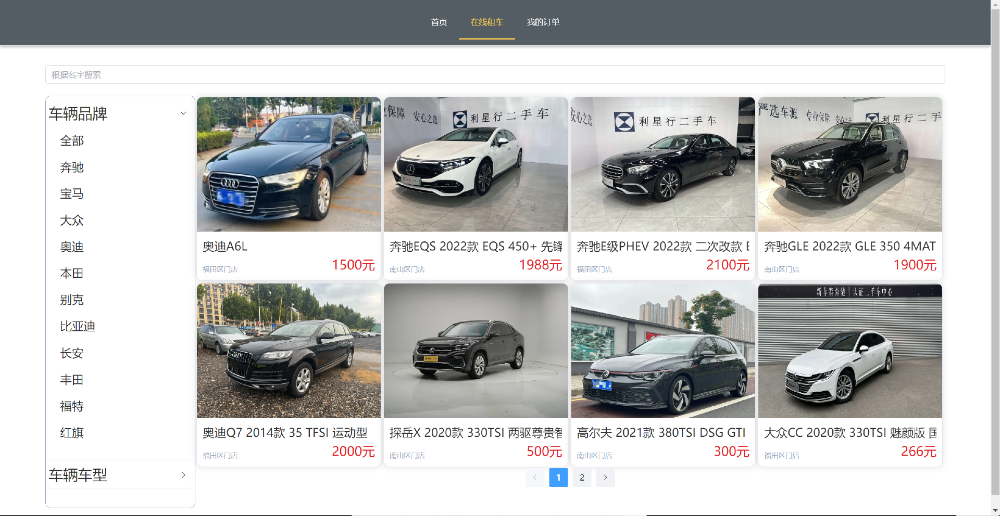 首页
在线租车
我的订单
根据名字搜索
车辆品牌
全部
奔驰
宝马
大众
奥迪
本田
别克
比亚迪
长安
丰田
福特
红旗
车辆车型
业保障 安心之选 利星行二手车
安心之选 利星行二手车
严选车源 专业保障 安心之选 利星行二手
奥迪A6L
福田区门店
1500元
奔驰EQS 2022款 EQS 450+ 先锋
南山区门店
1988元
奔驰E级PHEV 2022款 二次改款 E
福田区门店
2100元
奔驰GLE 2022款 GLE 350 4MAT
南山区门店
1900元
新丰泰奔驰 | 认证二手车中心
奥迪Q7 2014款 35 TFSI 运动型
福田区门店
2000元
探岳X 2020款 330TSI 两驱尊贵智
南山区门店
500元
高尔夫 2021款 380TSI DSG GTI
南山区门店
300元
大众CC 2020款 330TSI 魅颜版 国
福田区门店
266元
1
2